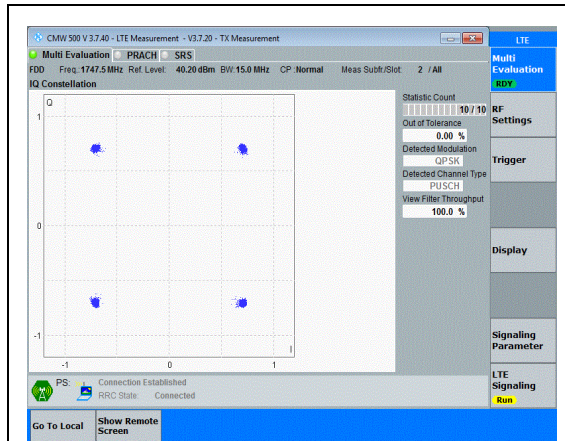 CMW 500 V 3.7.40 - LTE Measurement - V3.7.20 - TX Measurement
LTE
Multi Evaluation PRACH SRS
Multi
Evaluation
RDY
FDD Freq.: 1747.5 MHz Ref. Level: 40.20 dBm BW: 15.0 MHz CP : Normal Meas Subfr./Slot: 2 / All
IQ Constellation
Q
1
0
-1
-1 0 1
I
Statistic Count
10 / 10
Out of Tolerance
0.00 %
Detected Modulation
QPSK
Detected Channel Type
PUSCH
View Filter Throughput
100.0 %
RF
Settings
Trigger
Display
Signaling
Parameter
LTE
Signaling
Run
PS: Connection Established
RRC State: Connected
Go To Local
Show Remote
Screen